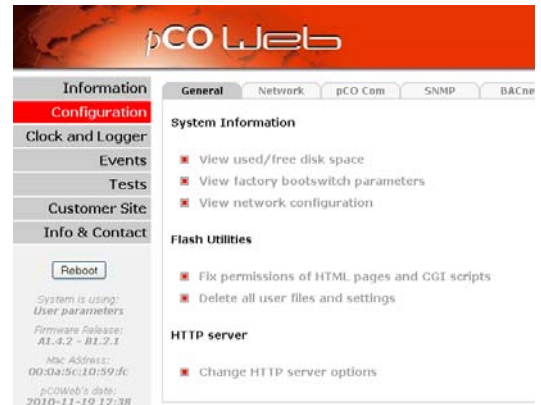 pCO Web
Information
Configuration
Clock and Logger
Events
Tests
Customer Site
Info & Contact
Reboot
System is using:
User parameters
Firmware Release:
A1.4.2 - B1.2.1
Mac Address:
00:0a:5c:10:59:fc
pCOWeb's date:
2010-11-19 12:38
General Network pCO Com SNMP BACne
System Information
View used/free disk space
View factory bootswitch parameters
View network configuration
Flash Utilities
Fix permissions of HTML pages and CGI scripts
Delete all user files and settings
HTTP server
Change HTTP server options